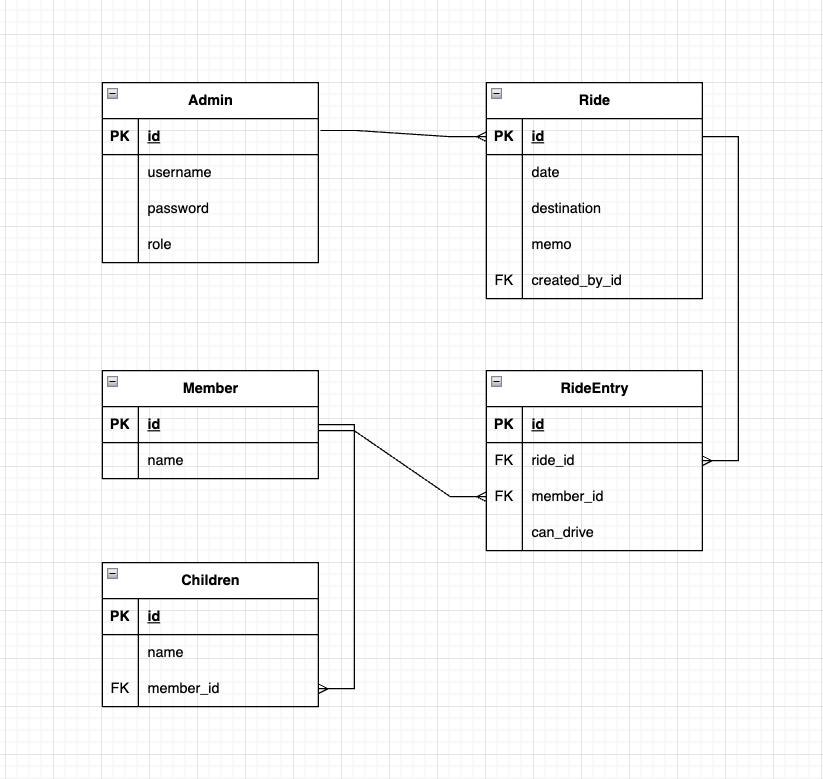 Admin
PK id
username
password
role
Ride
PK id
date
destination
memo
FK created_by_id
Member
PK id
name
RideEntry
PK id
FK ride_id
FK member_id
can_drive
Children
PK id
name
FK member_id